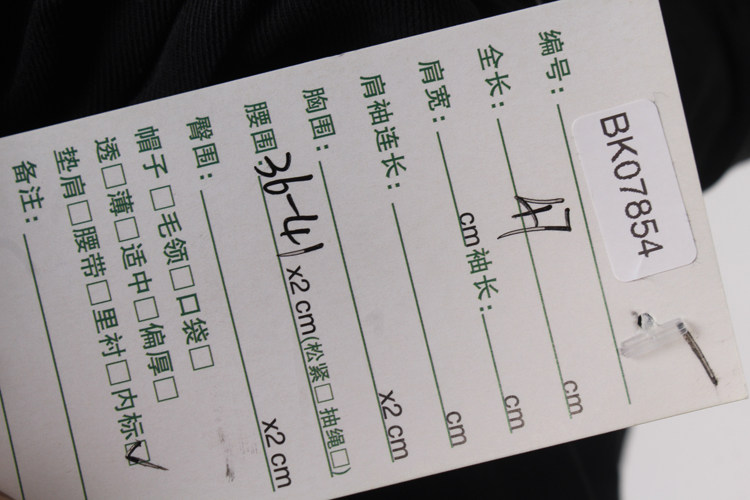 编号: BK07854
全长: 47 cm
肩宽: cm 袖长: cm
肩袖连长: cm
胸围: x2 cm
腰围: 36-41 x2 cm(松紧□ 抽绳□)
臀围: x2 cm
帽子□ 毛领□ 口袋□
透□ 薄□ 适中□ 偏厚□
垫肩□ 腰带□ 里衬□ 内标☑
备注: